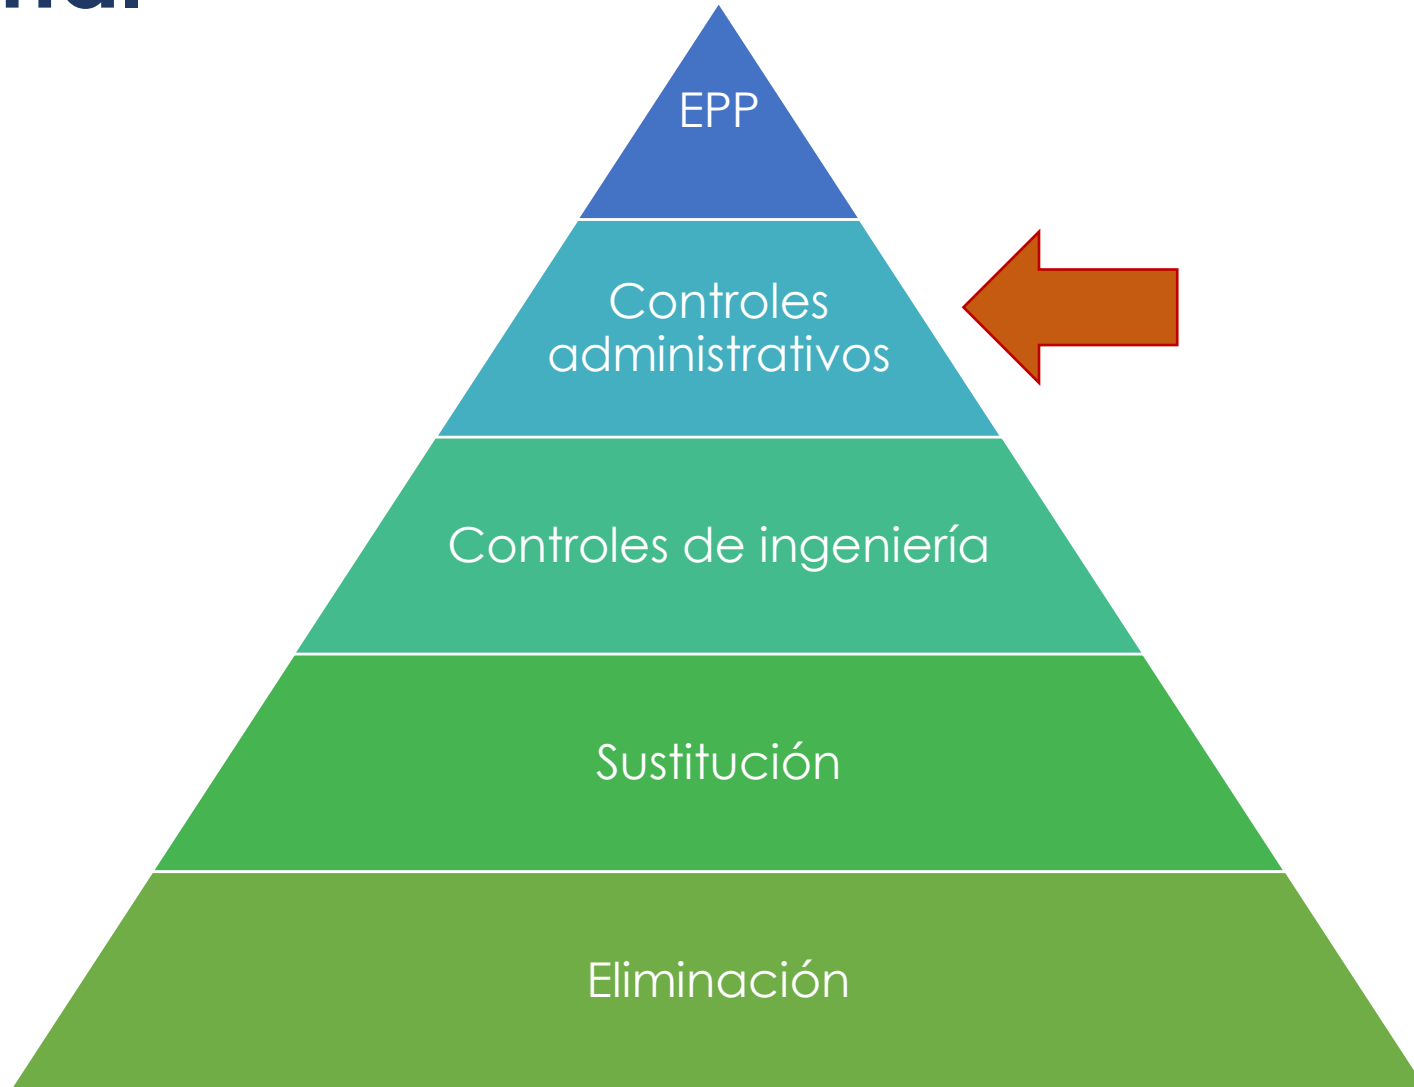 EPP
Controles
administrativos
Controles de ingeniería
Sustitución
Eliminación